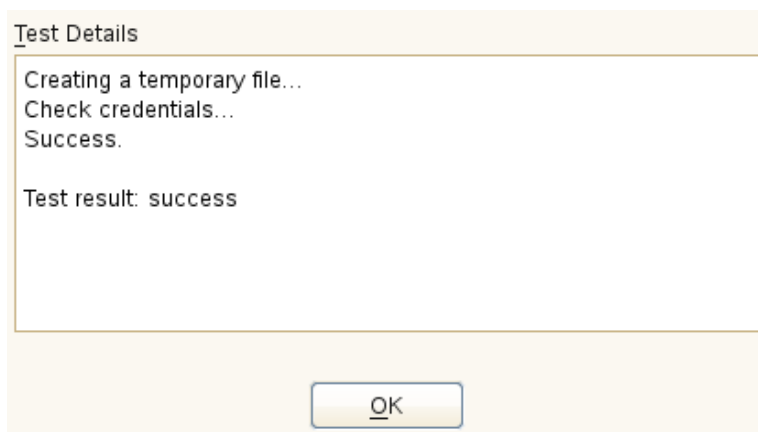 Test Details
Creating a temporary file...
Check credentials...
Success.
Test result: success
OK